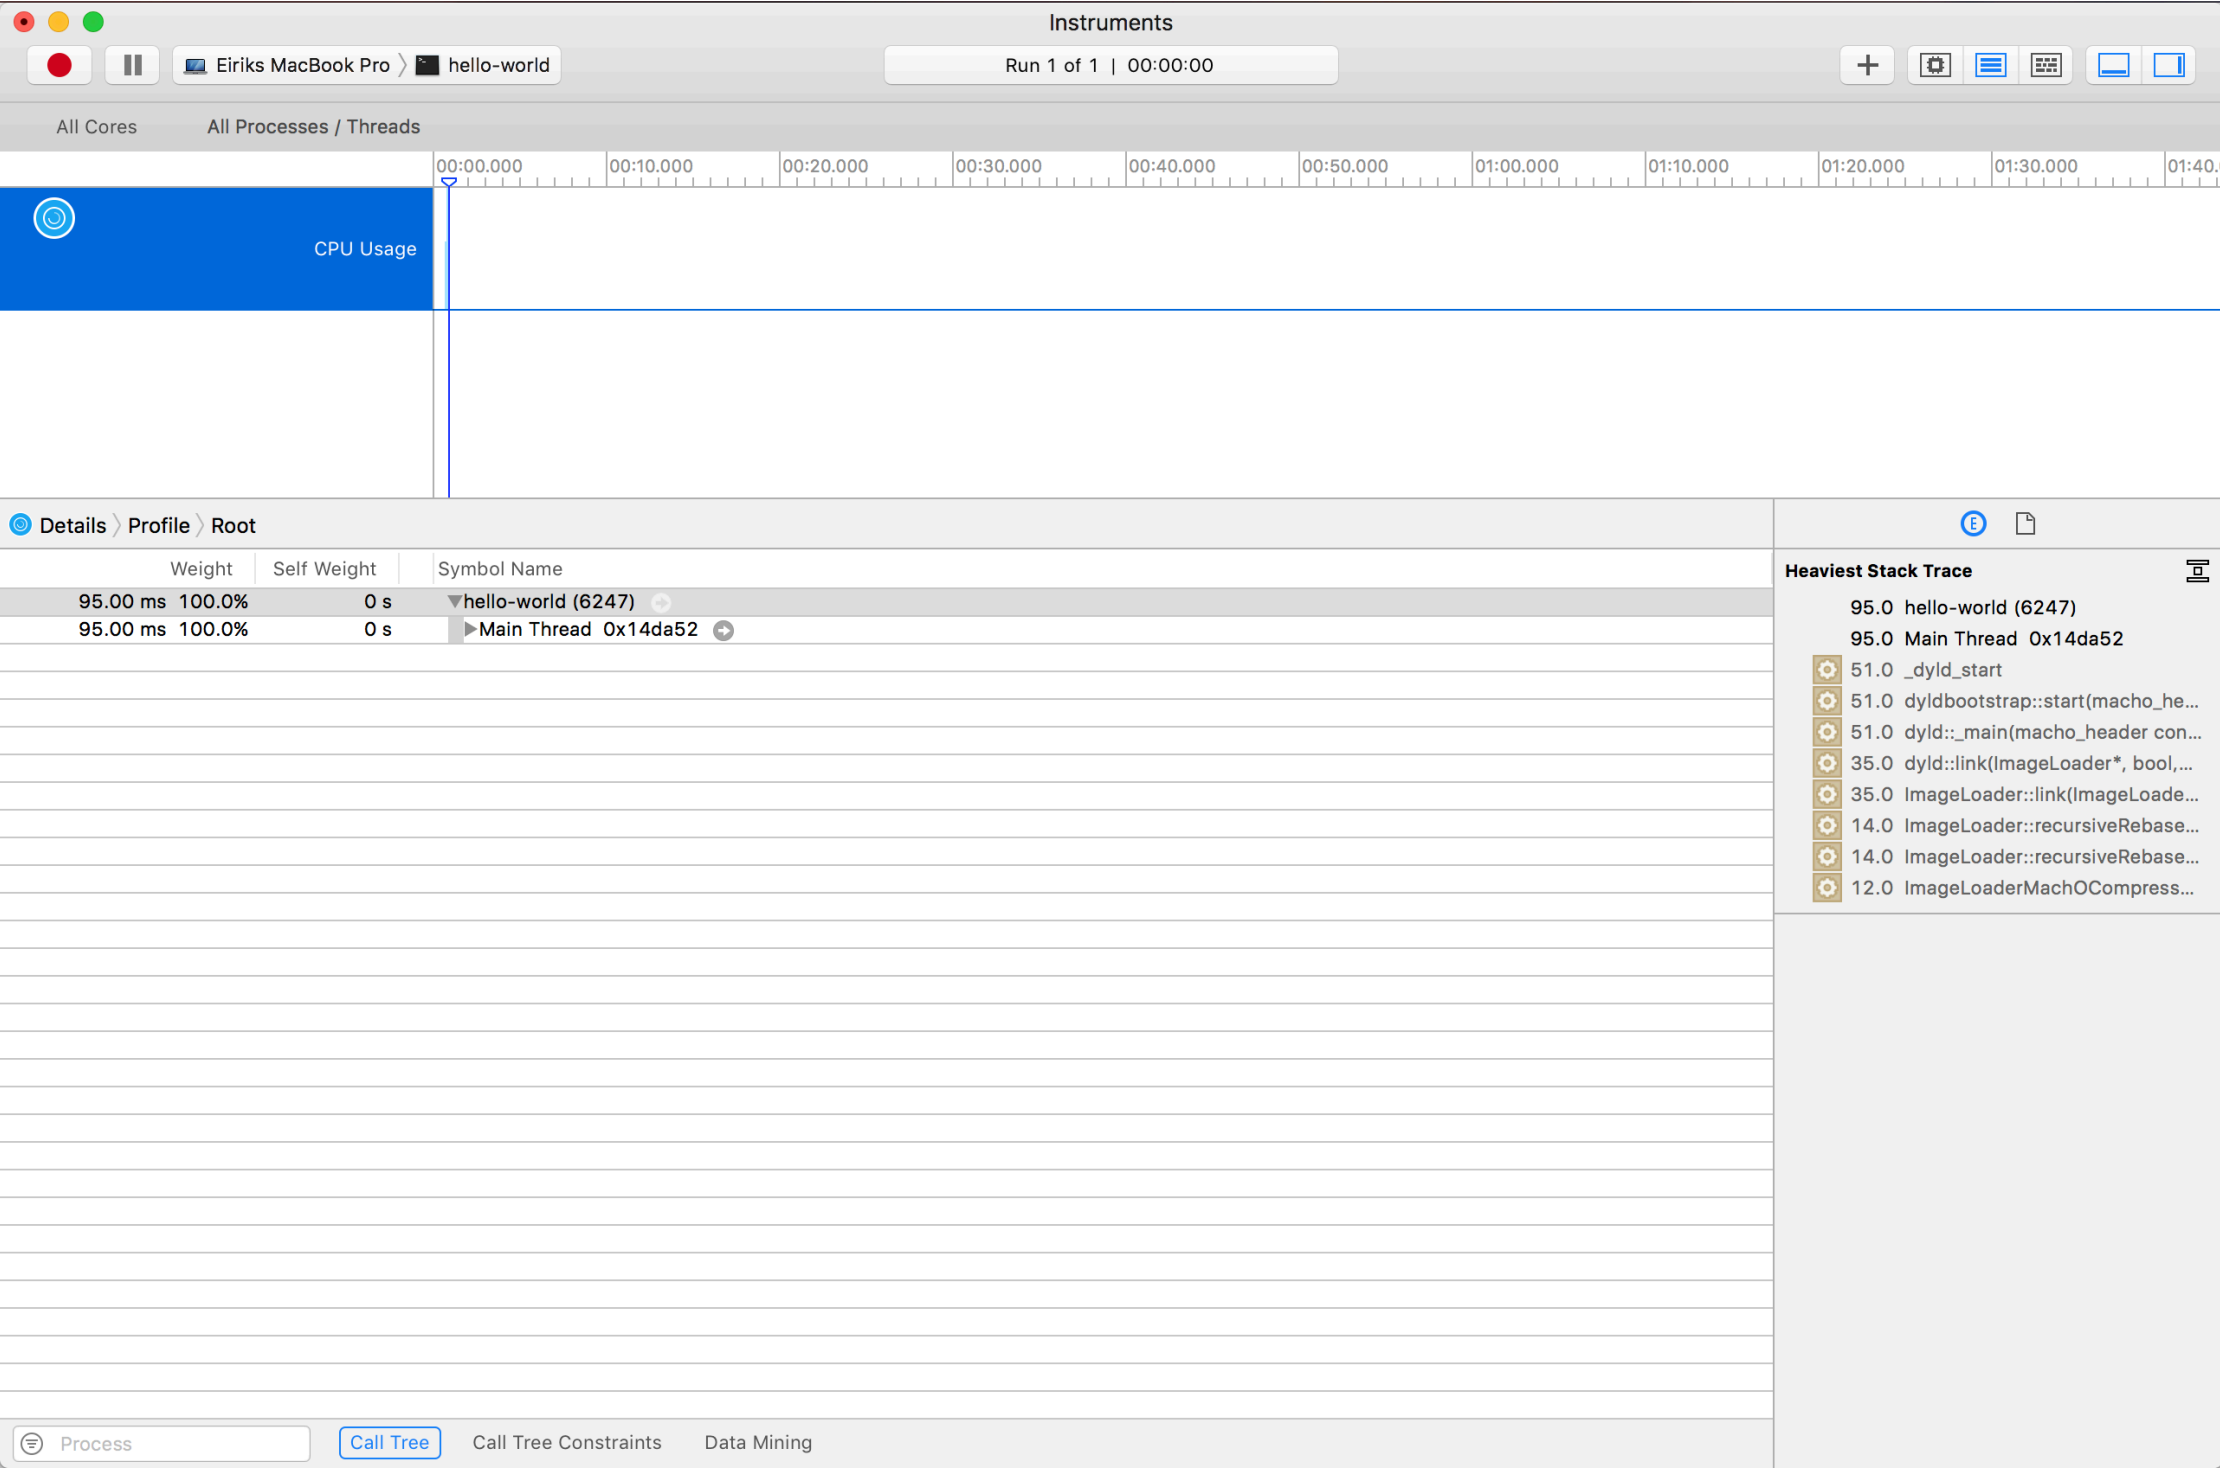 Instruments
Eiriks MacBook Pro hello-world
Run 1 of 1 | 00:00:00
All Cores All Processes / Threads
00:00.000 00:10.000 00:20.000 00:30.000 00:40.000 00:50.000 01:00.000 01:10.000 01:20.000 01:30.000 01:40.
CPU Usage
Details Profile Root
Weight Self Weight Symbol Name
95.00 ms 100.0% 0 s hello-world (6247)
95.00 ms 100.0% 0 s Main Thread 0x14da52
E
Heaviest Stack Trace
95.0 hello-world (6247)
95.0 Main Thread 0x14da52
51.0 _dyld_start
51.0 dyldbootstrap::start(macho_he...
51.0 dyld::_main(macho_header con...
35.0 dyld::link(ImageLoader*, bool,...
35.0 ImageLoader::link(ImageLoade...
14.0 ImageLoader::recursiveRebase...
14.0 ImageLoader::recursiveRebase...
12.0 ImageLoaderMachOCompress...
Process Call Tree Call Tree Constraints Data Mining